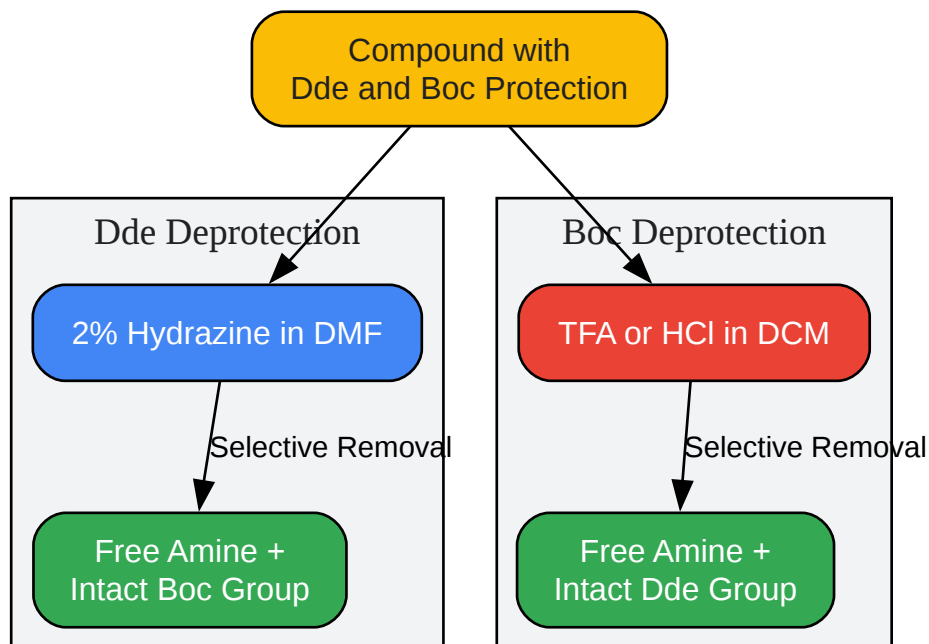 Compound with
Dde and Boc Protection
Dde Deprotection
2% Hydrazine in DMF
Selective Removal
Free Amine +
Intact Boc Group
Boc Deprotection
TFA or HCl in DCM
Selective Removal
Free Amine +
Intact Dde Group